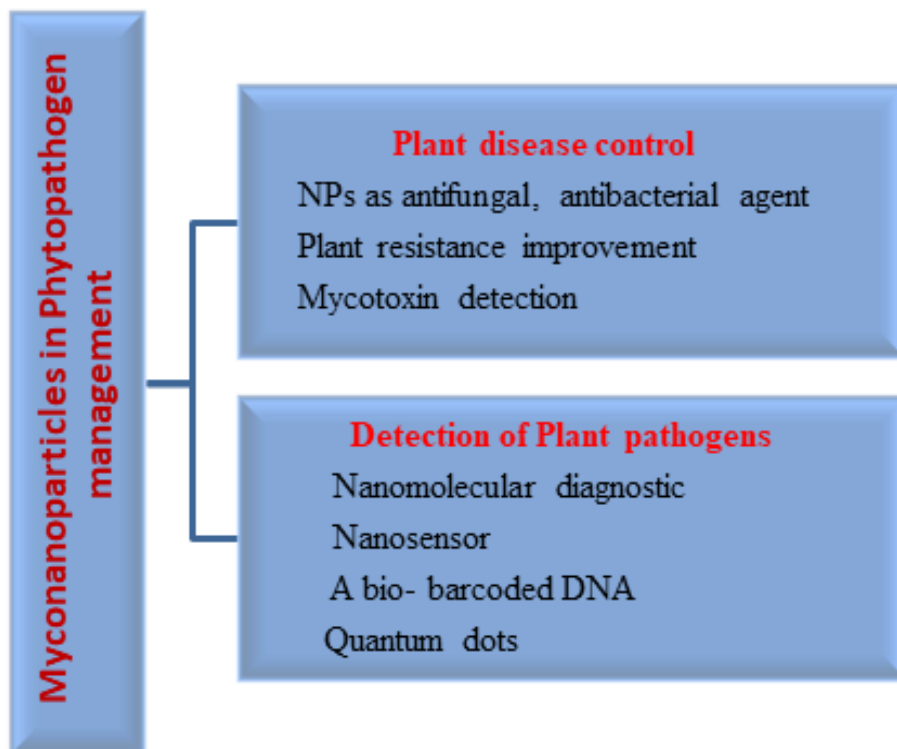 Myconanoparticles in Phytopathogen
management
Plant disease control
NPs as antifungal, antibacterial agent
Plant resistance improvement
Mycotoxin detection
Detection of Plant pathogens
Nanomolecular diagnostic
Nanosensor
A bio- barcoded DNA
Quantum dots